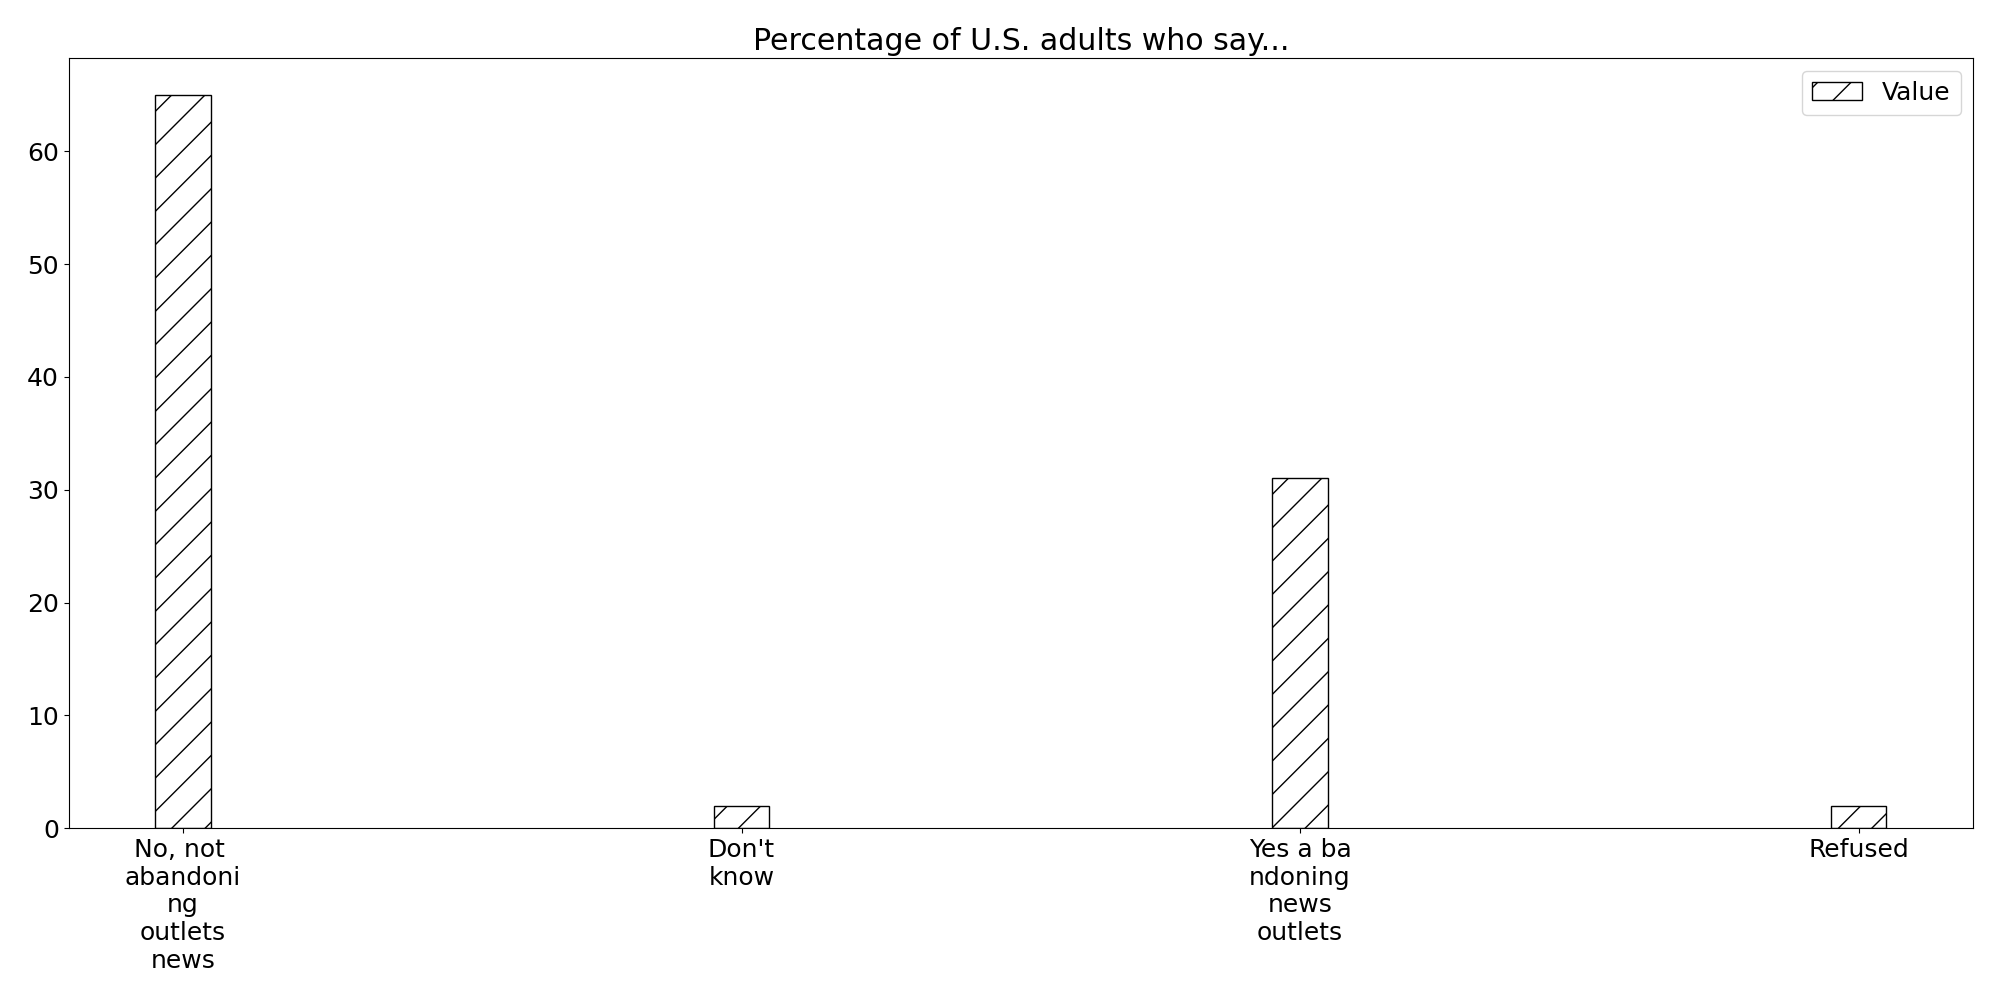 Percentage of U.S. adults who say...
Value
60
50
40
30
20
10
0
No, not
abandoni
ng
outlets
news
Don't
know
Yes a ba
ndoning
news
outlets
Refused